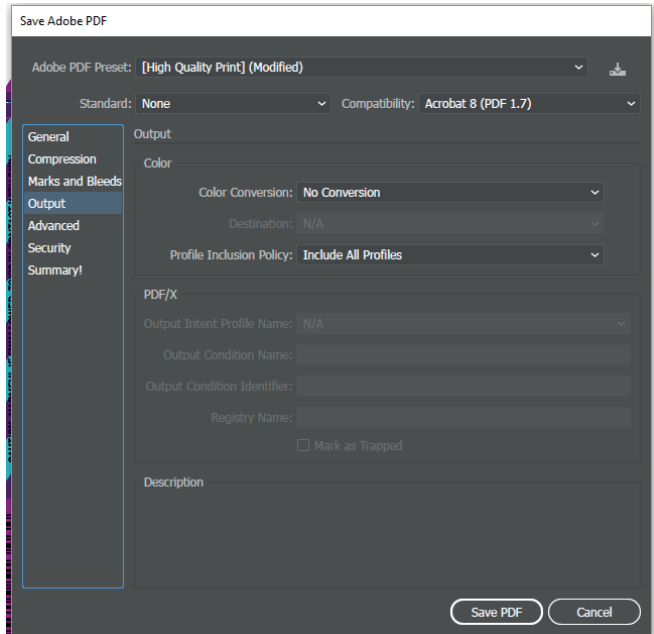 Save Adobe PDF
Adobe PDF Preset: [High Quality Print] (Modified)
Standard: None Compatibility: Acrobat 8 (PDF 1.7)
General
Compression
Marks and Bleeds
Output
Advanced
Security
Summary!
Output
Color
Color Conversion: No Conversion
Destination: N/A
Profile Inclusion Policy: Include All Profiles
PDF/X
Output Intent Profile Name: N/A
Output Condition Name:
Output Condition Identifier:
Registry Name:
Mark as Trapped
Description
Save PDF Cancel